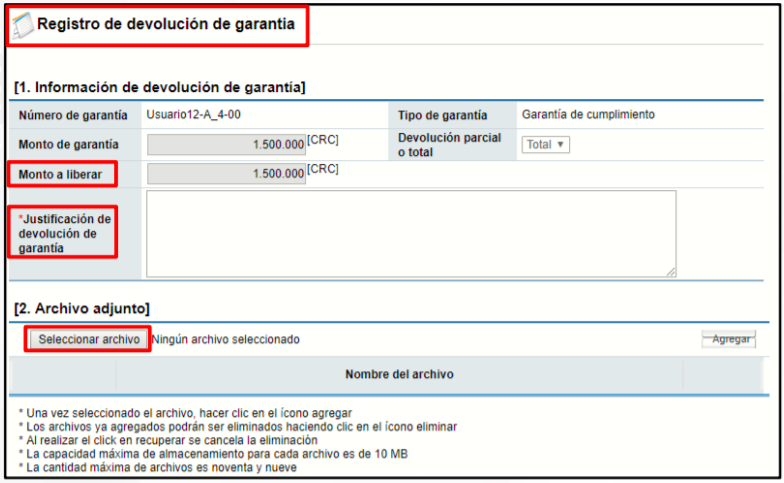 Registro de devolución de garantia
[1. Información de devolución de garantía]
Número de garantía Usuario12-A_4-00 Tipo de garantía Garantía de cumplimiento
Monto de garantía 1.500.000 [CRC] Devolución parcial o total Total
Monto a liberar 1.500.000 [CRC]
*Justificación de
devolución de
garantía
[2. Archivo adjunto]
Seleccionar archivo Ningún archivo seleccionado Agregar
Nombre del archivo
* Una vez seleccionado el archivo, hacer clic en el ícono agregar
* Los archivos ya agregados podrán ser eliminados haciendo clic en el ícono eliminar
* Al realizar el click en recuperar se cancela la eliminación
* La capacidad máxima de almacenamiento para cada archivo es de 10 MB
* La cantidad máxima de archivos es noventa y nueve